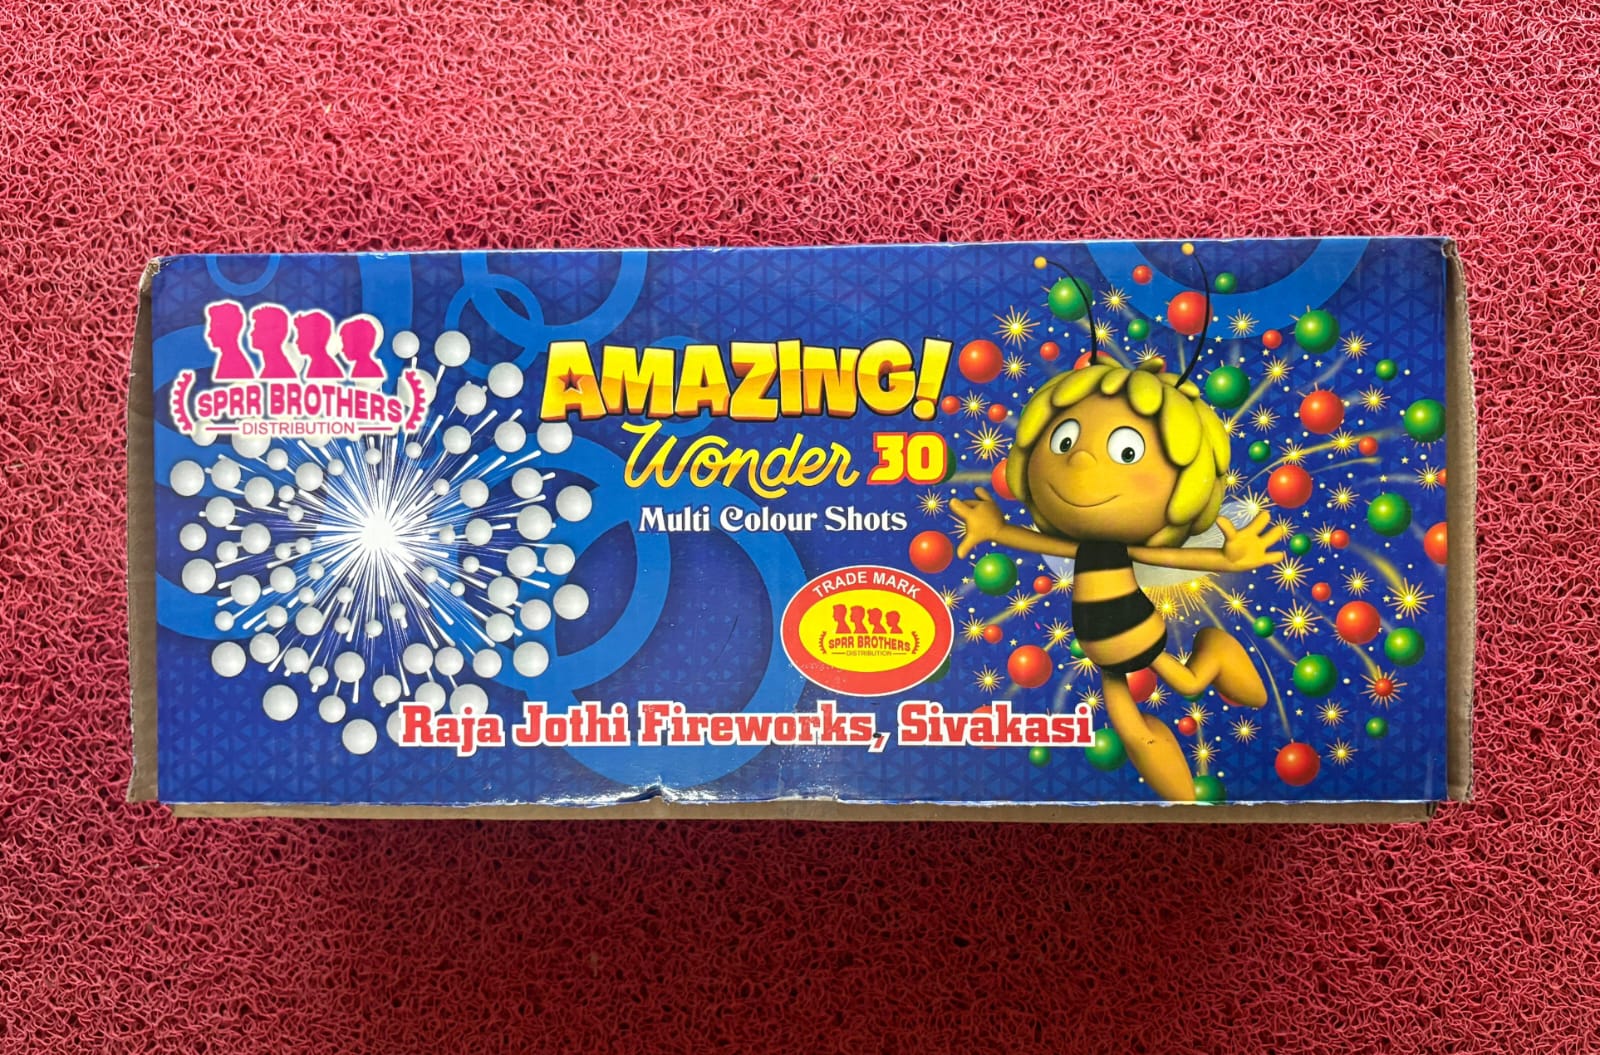 SPRR BROTHERS
DISTRIBUTION
AMAZING!
Wonder 30
Multi Colour Shots
TRADE MARK
SPRR BROTHERS
DISTRIBUTION
Raja Jothi Fireworks, Sivakasi